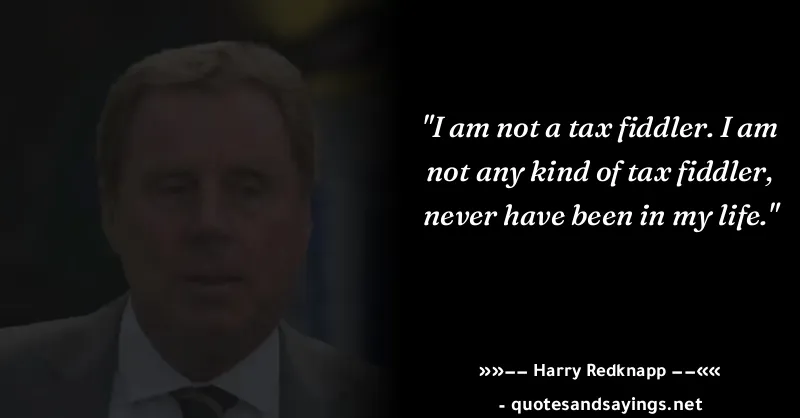 "I am not a tax fiddler. I am
not any kind of tax fiddler,
never have been in my life."
»»–– Harry Redknapp ––««
- quotesandsayings.net